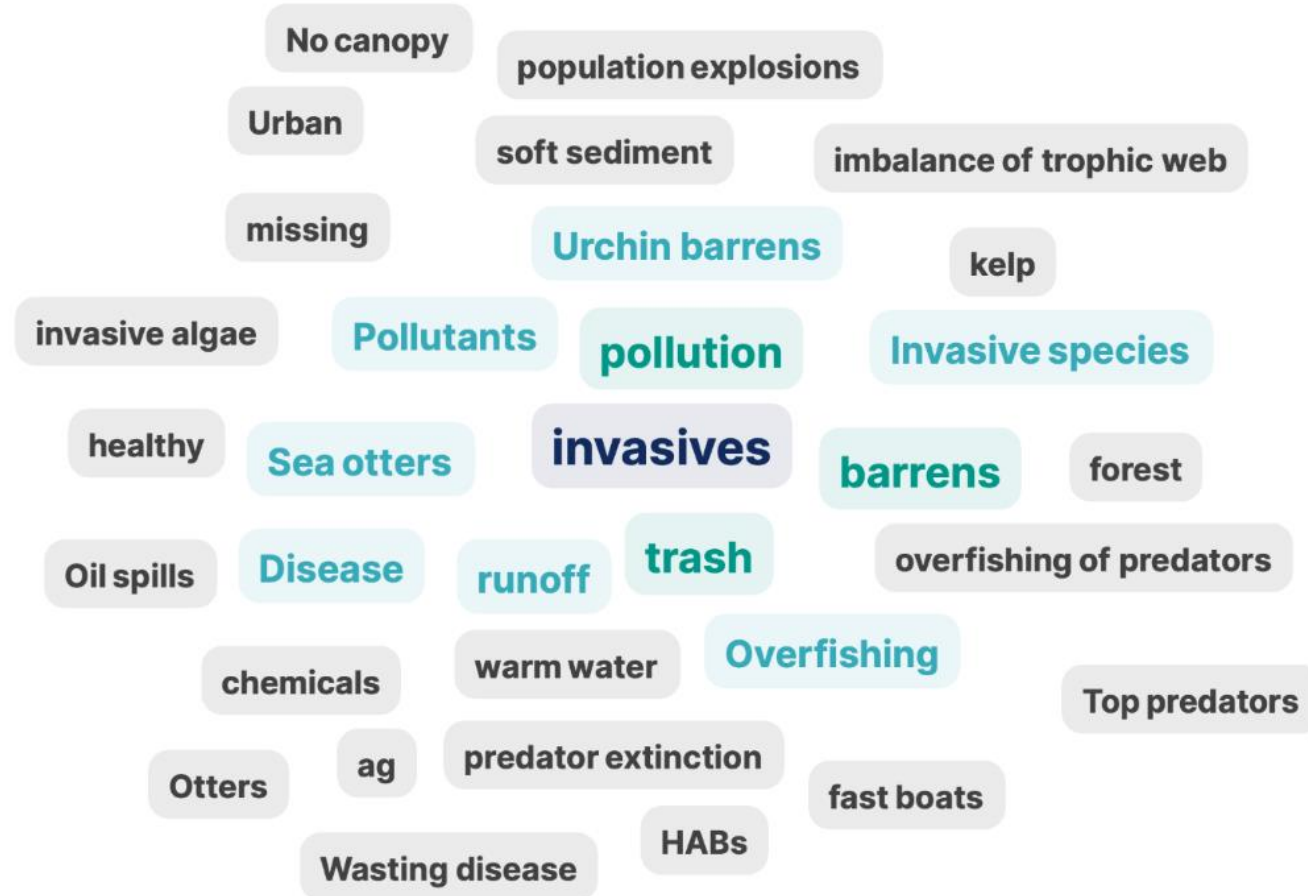 No canopy
population explosions
Urban
soft sediment
imbalance of trophic web
missing
Urchin barrens
kelp
invasive algae
Pollutants
pollution
Invasive species
healthy
Sea otters
invasives
barrens
forest
Oil spills
Disease
runoff
trash
overfishing of predators
chemicals
warm water
Overfishing
Top predators
Otters
ag
predator extinction
fast boats
Wasting disease
HABs